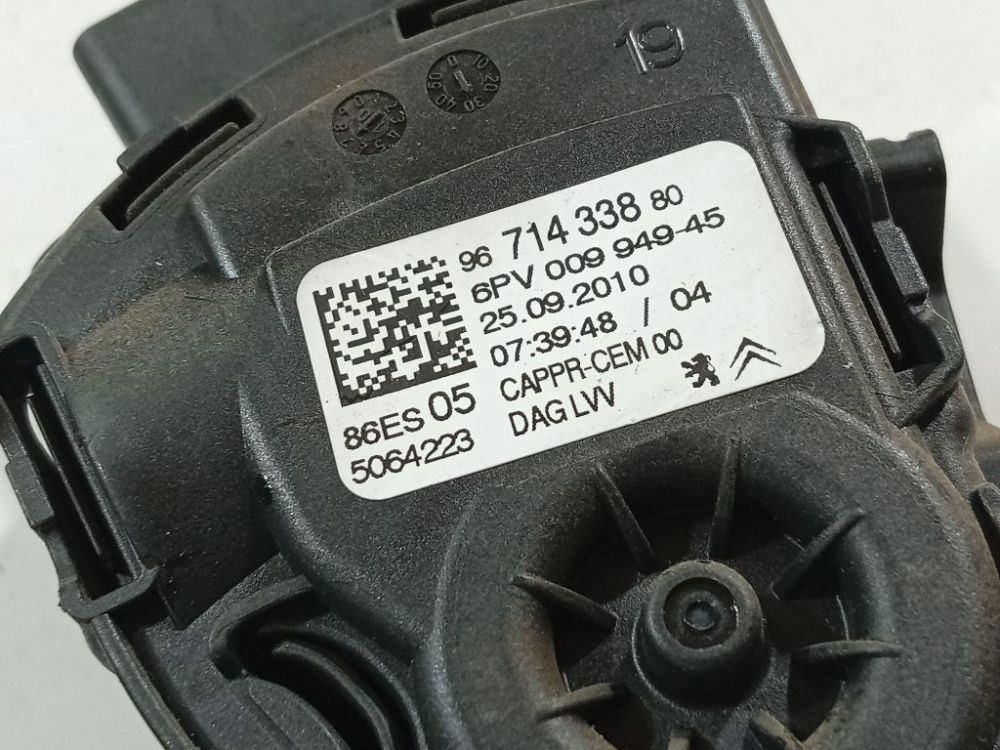 19
96 714 338 80
6PV 009 949-45
25.09.2010
07:39:48 / 04
CAPPR-CEM 00
DAG LVV
86ES 05
5064223